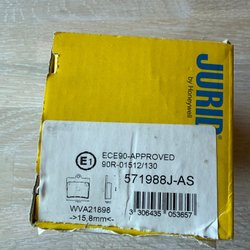 JURID
by Honeywell
E1
ECE90-APPROVED
90R-01512/130
571988J-AS
WVA21898
->15,8mm<-
3 306435 053657